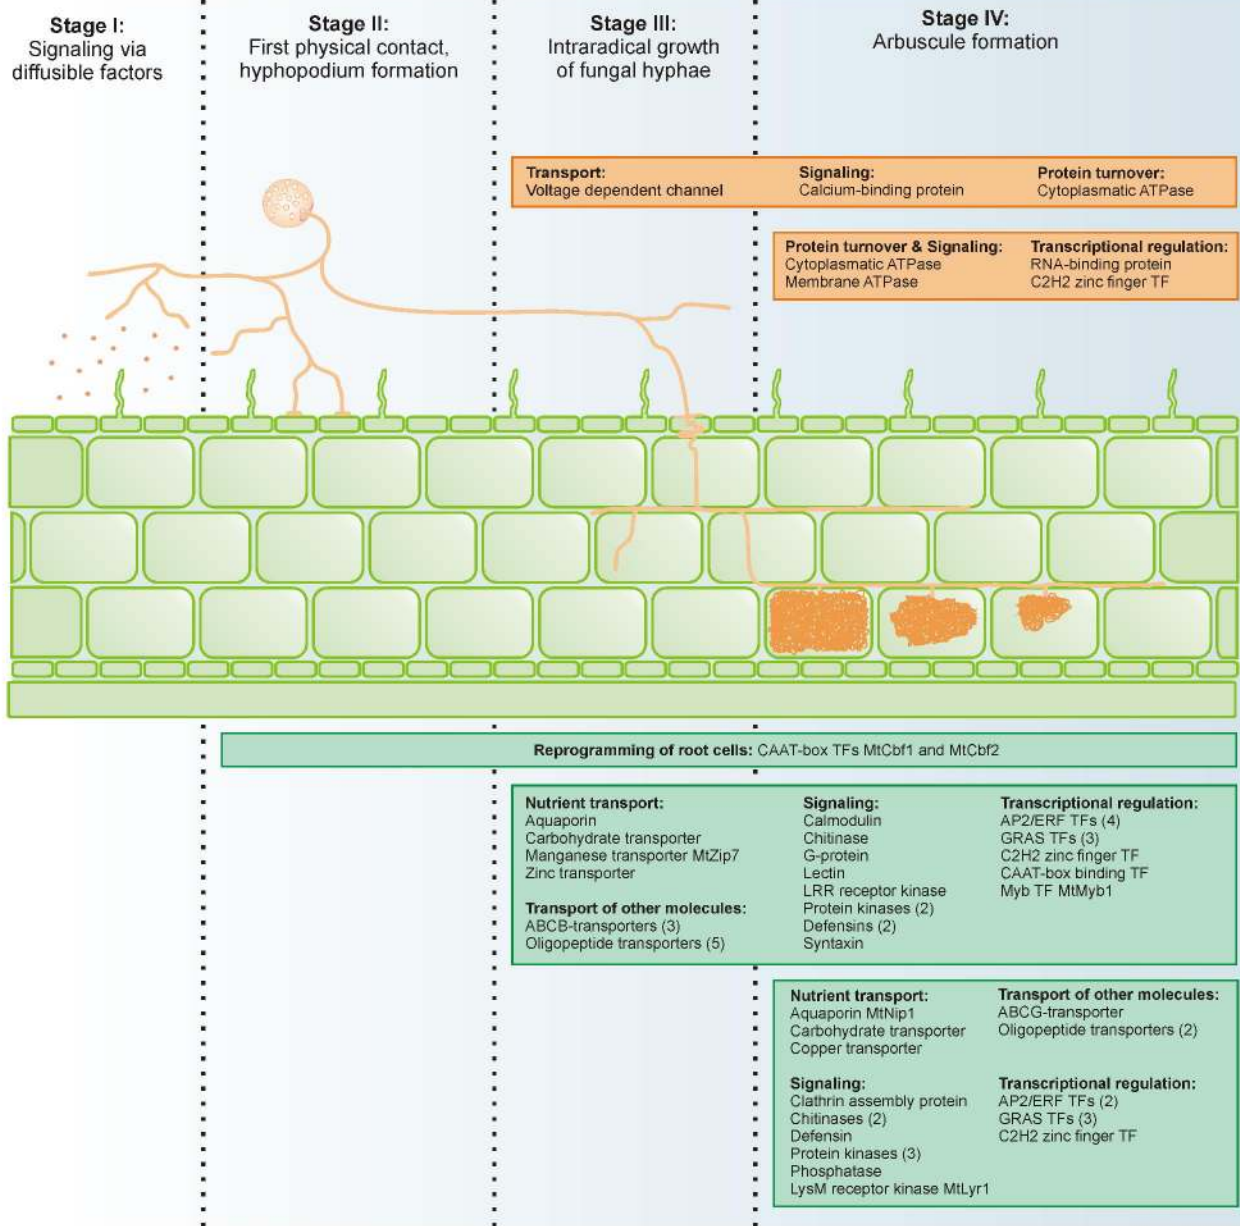 Stage I:
Signaling via
diffusible factors
Stage II:
First physical contact,
hyphopodium formation
Stage III:
Intraradical growth
of fungal hyphae
Stage IV:
Arbuscule formation
Transport:
Voltage dependent channel
Signaling:
Calcium-binding protein
Protein turnover:
Cytoplasmatic ATPase
Protein turnover & Signaling:
Cytoplasmatic ATPase
Membrane ATPase
Transcriptional regulation:
RNA-binding protein
C2H2 zinc finger TF
Reprogramming of root cells: CAAT-box TFs MtCbf1 and MtCbf2
Nutrient transport:
Aquaporin
Carbohydrate transporter
Manganese transporter MtZip7
Zinc transporter
Transport of other molecules:
ABCB-transporters (3)
Oligopeptide transporters (5)
Signaling:
Calmodulin
Chitinase
G-protein
Lectin
LRR receptor kinase
Protein kinases (2)
Defensins (2)
Syntaxin
Transcriptional regulation:
AP2/ERF TFs (4)
GRAS TFs (3)
C2H2 zinc finger TF
CAAT-box binding TF
Myb TF MtMyb1
Nutrient transport:
Aquaporin MtNip1
Carbohydrate transporter
Copper transporter
Transport of other molecules:
ABCG-transporter
Oligopeptide transporters (2)
Signaling:
Clathrin assembly protein
Chitinases (2)
Defensin
Protein kinases (3)
Phosphatase
LysM receptor kinase MtLyr1
Transcriptional regulation:
AP2/ERF TFs (2)
GRAS TFs (3)
C2H2 zinc finger TF